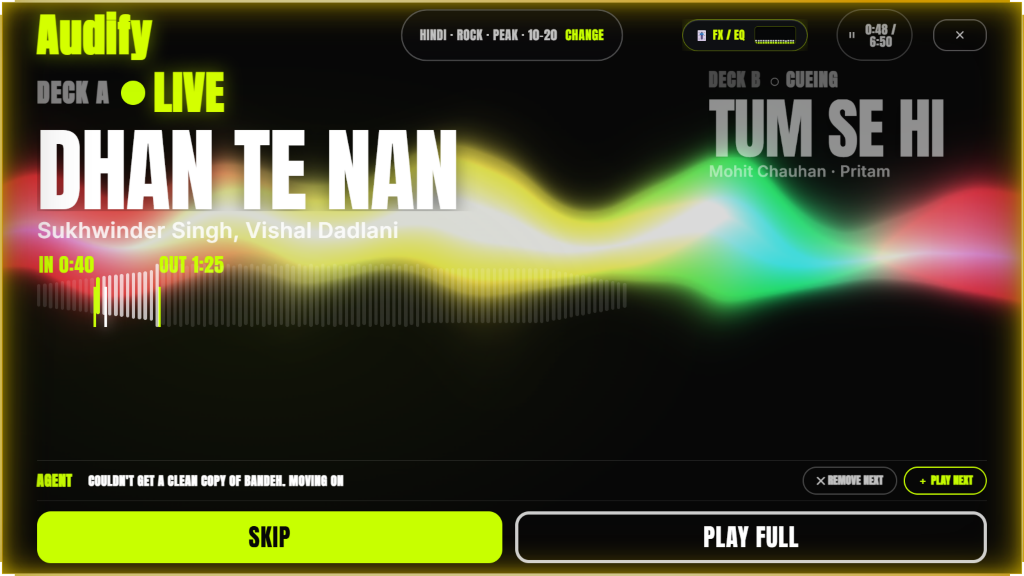 Audify
HINDI · ROCK · PEAK · 10-20 CHANGE
FX / EQ
0:48 / 6:50
DECK A LIVE
DHAN TE NAN
Sukhwinder Singh, Vishal Dadlani
IN 0:40 OUT 1:25
DECK B CUEING
TUM SE HI
Mohit Chauhan · Pritam
AGENT COULDN'T GET A CLEAN COPY OF BANDEH. MOVING ON
× REMOVE NEXT
+ PLAY NEXT
SKIP
PLAY FULL